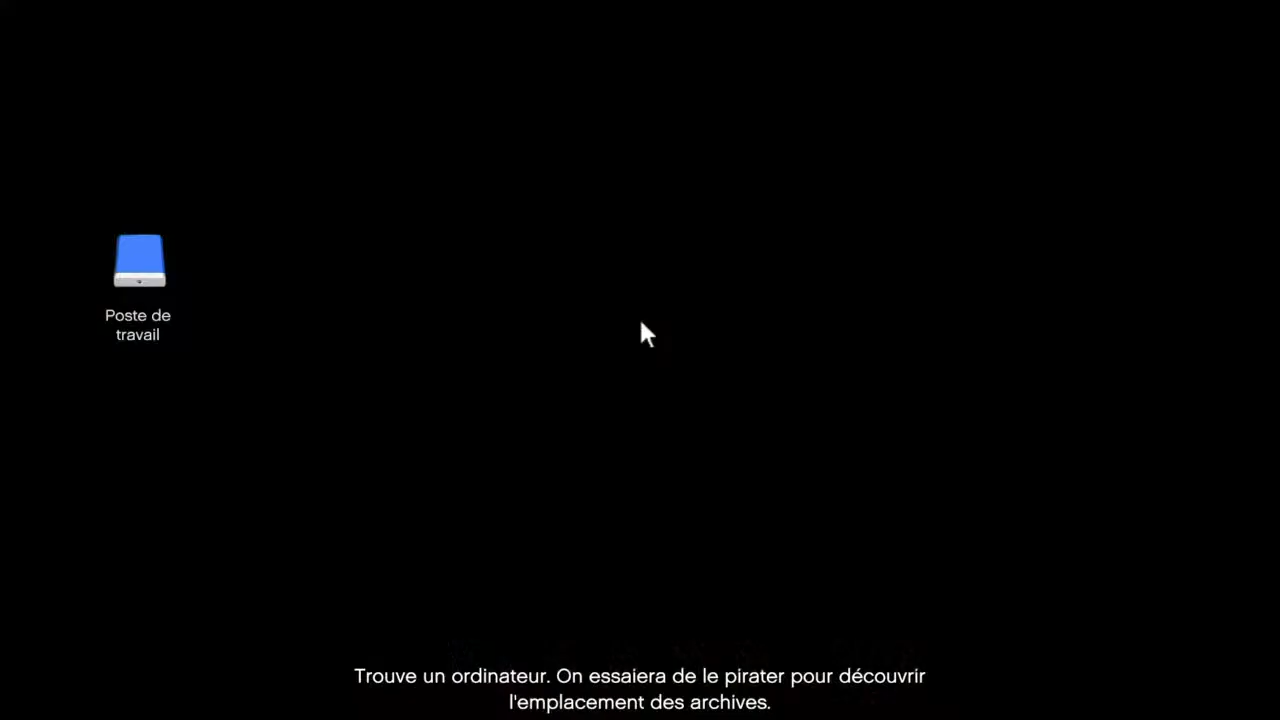 Poste de
travail
Trouve un ordinateur. On essaiera de le pirater pour découvrir
l'emplacement des archives.